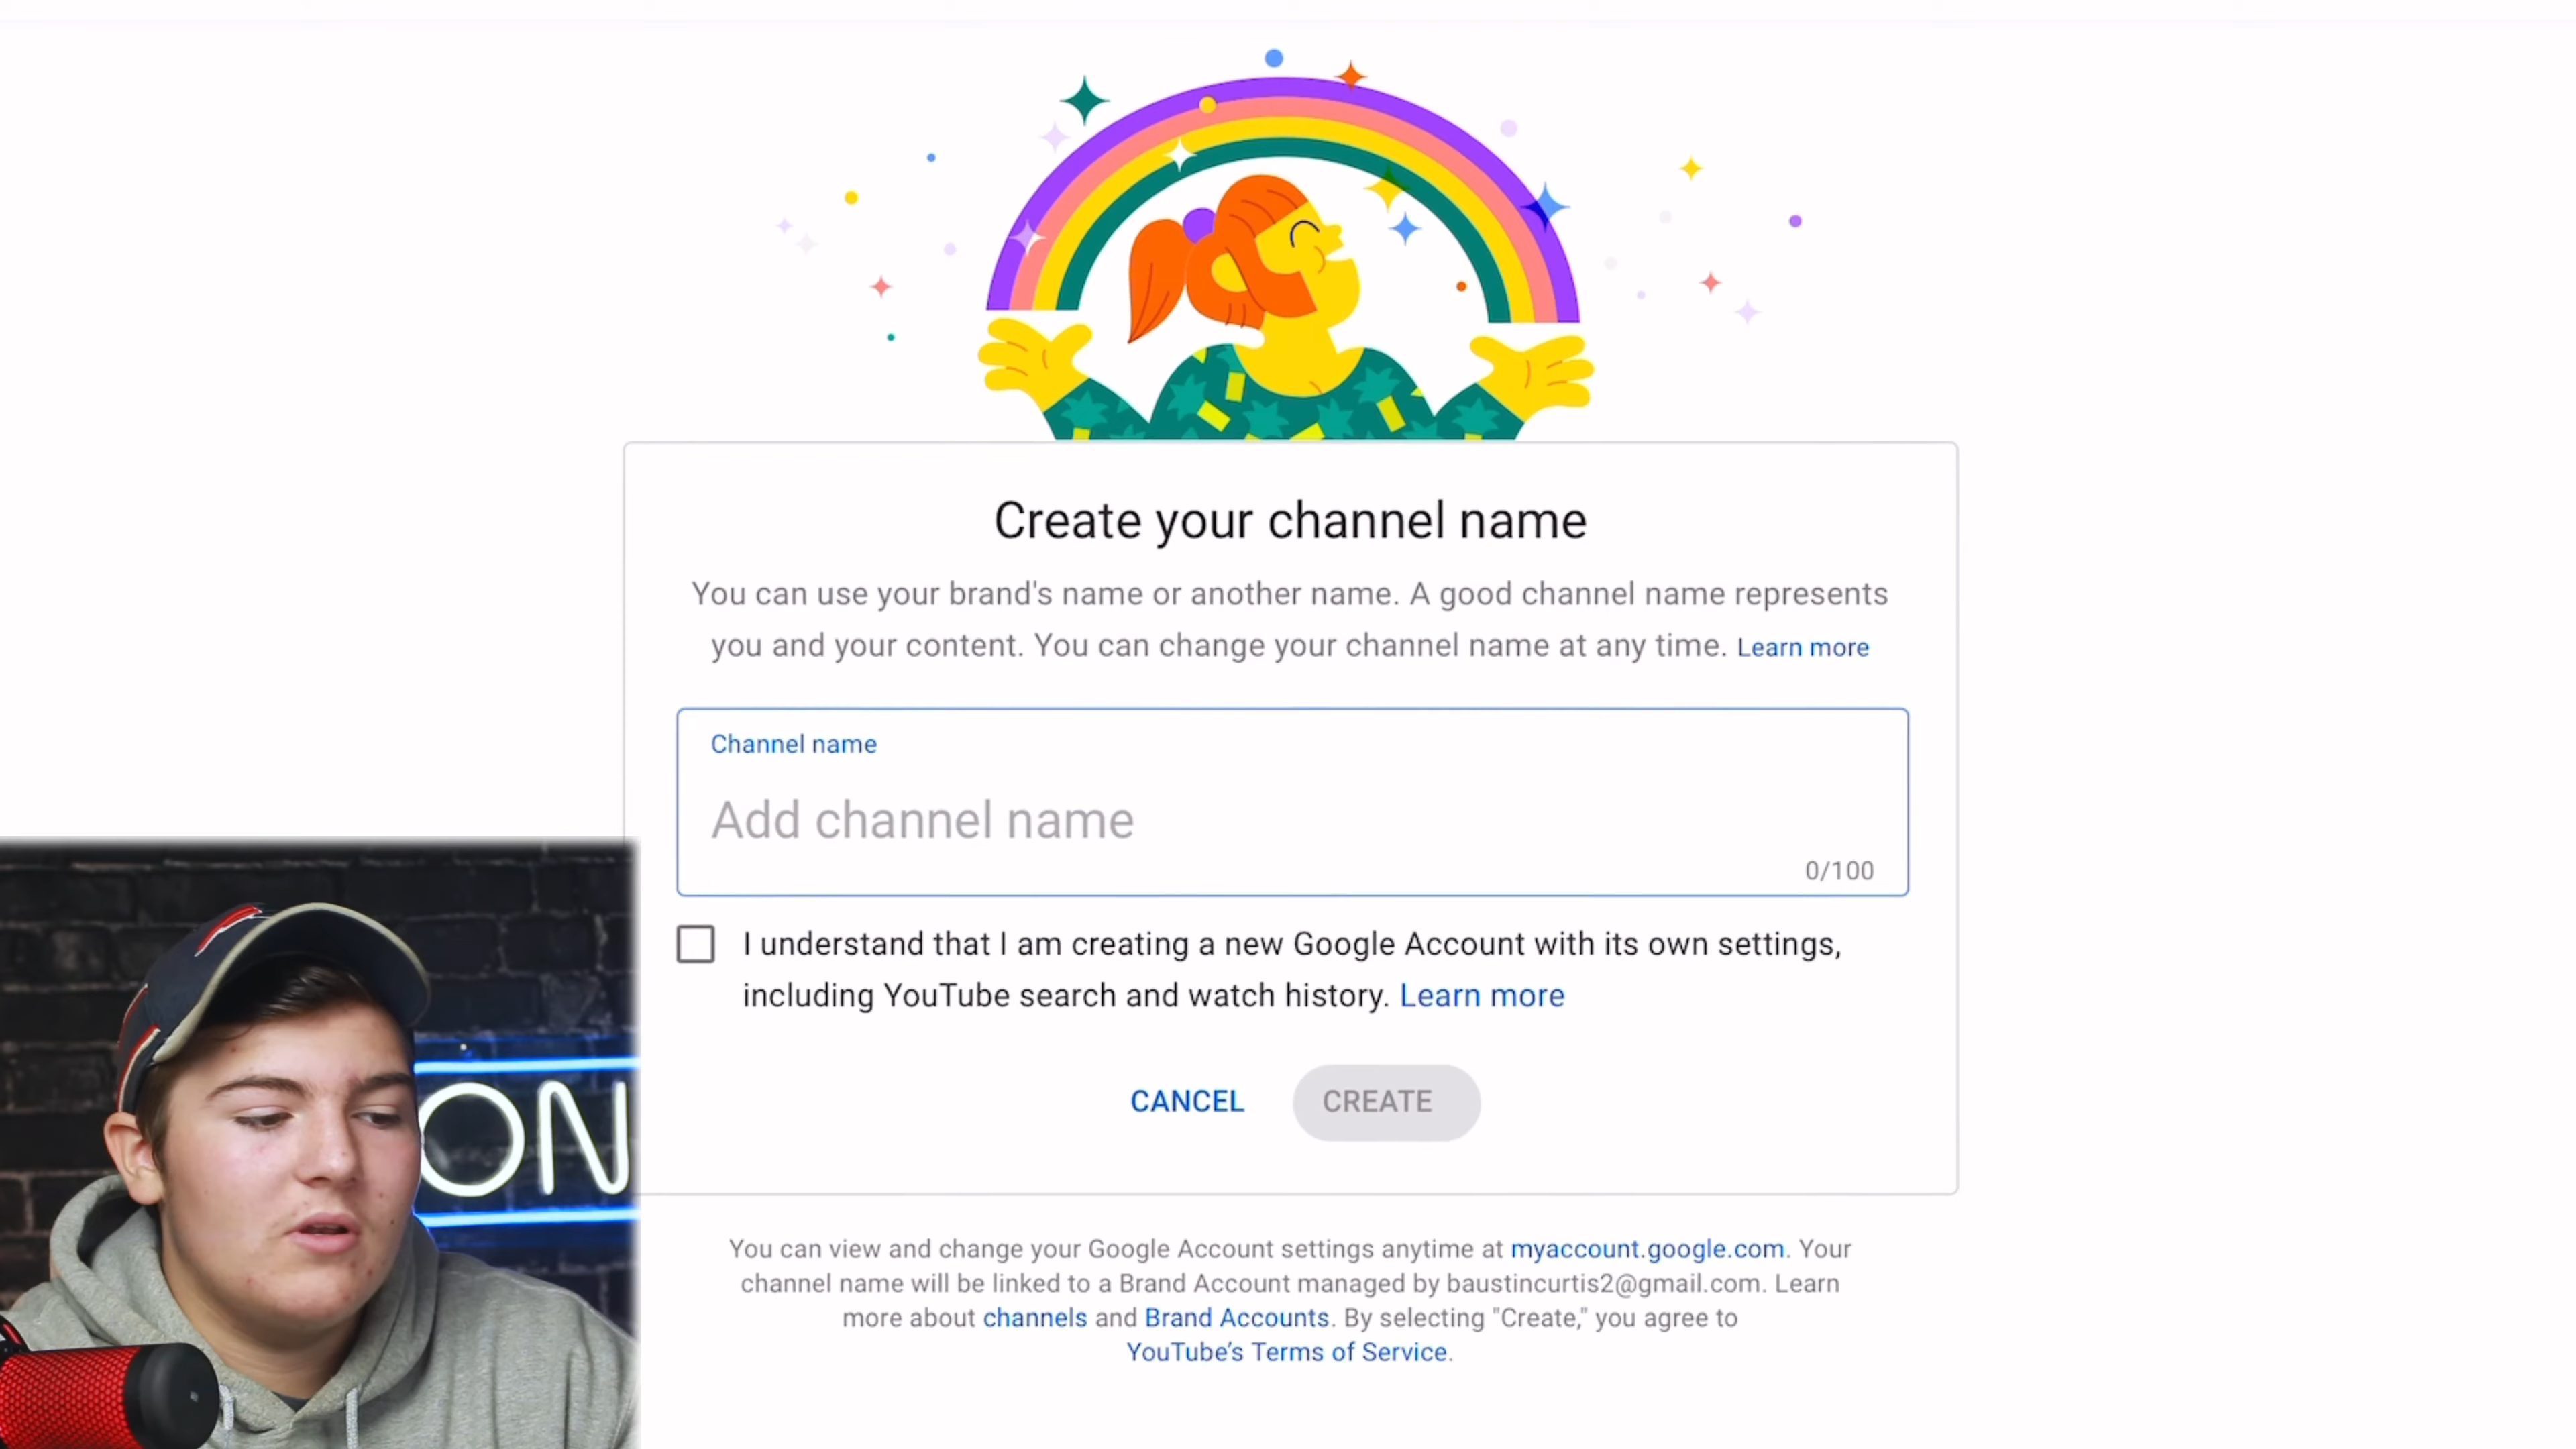 Create your channel name
You can use your brand's name or another name. A good channel name represents
you and your content. You can change your channel name at any time. Learn more
Channel name
Add channel name
0/100
I understand that I am creating a new Google Account with its own settings,
including YouTube search and watch history. Learn more
CANCEL CREATE
ON
You can view and change your Google Account settings anytime at myaccount.google.com. Your
channel name will be linked to a Brand Account managed by baustincurtis2@gmail.com. Learn
more about channels and Brand Accounts. By selecting "Create," you agree to
YouTube's Terms of Service.